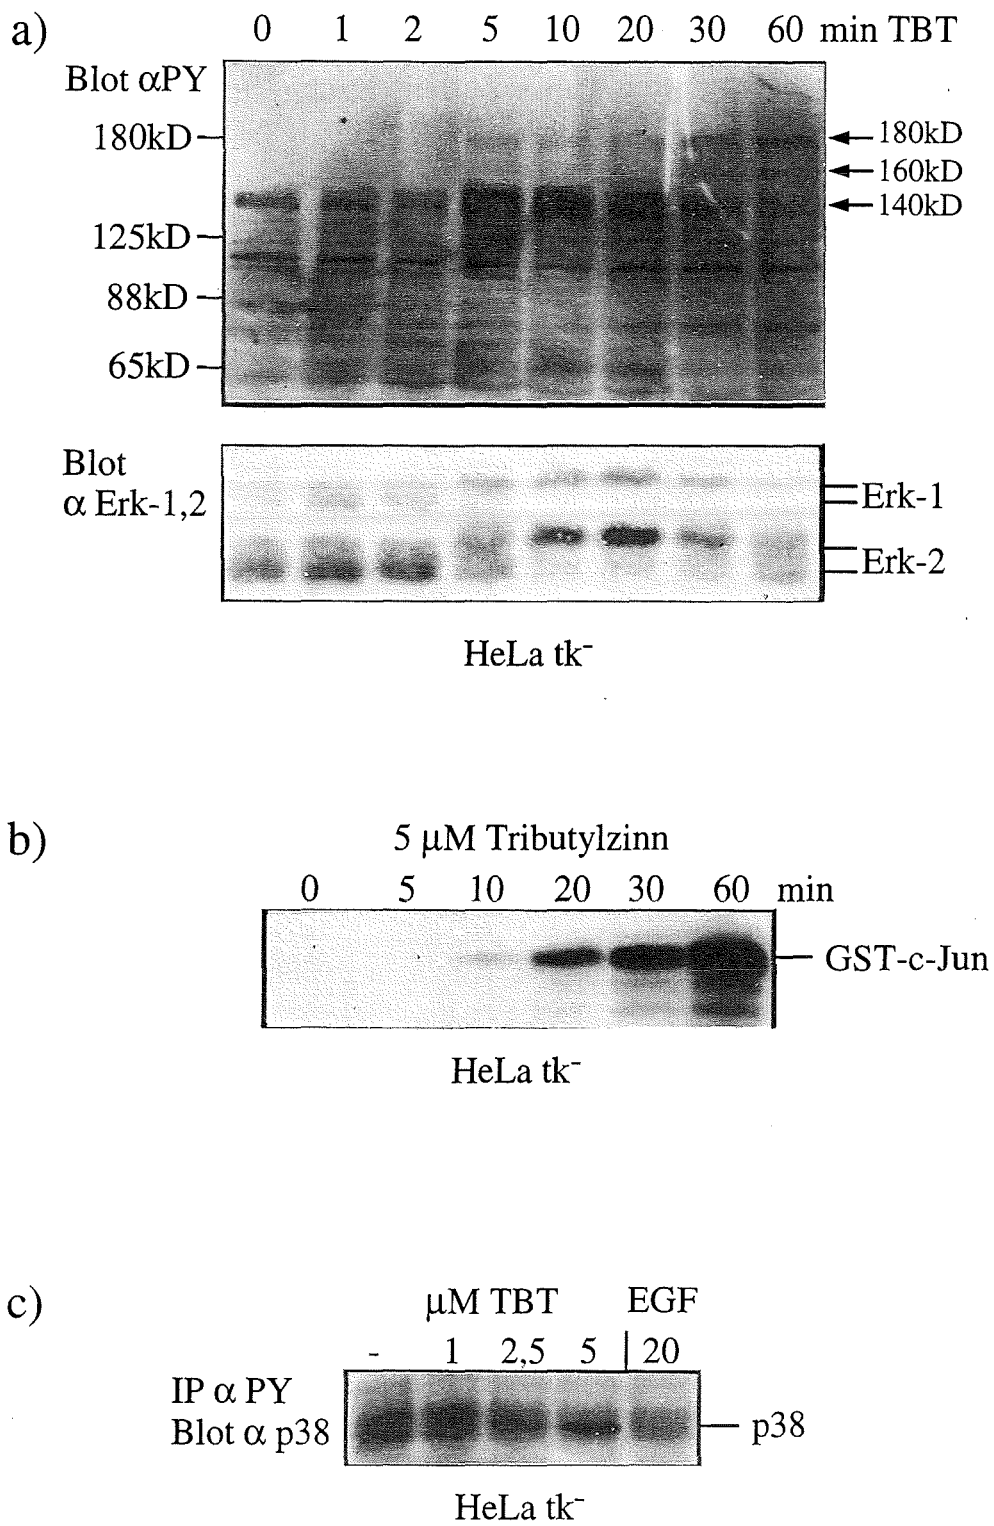 a) 0 1 2 5 10 20 30 60 min TBT
Blot αPY
180kD
125kD
88kD
65kD
180kD
160kD
140kD
Blot
α Erk-1,2
Erk-1
Erk-2
HeLa tk⁻
b) 5 µM Tributylzinn
0 5 10 20 30 60 min
GST-c-Jun
HeLa tk⁻
c) µM TBT EGF
- 1 2,5 5 20
IP α PY
Blot α p38
p38
HeLa tk⁻